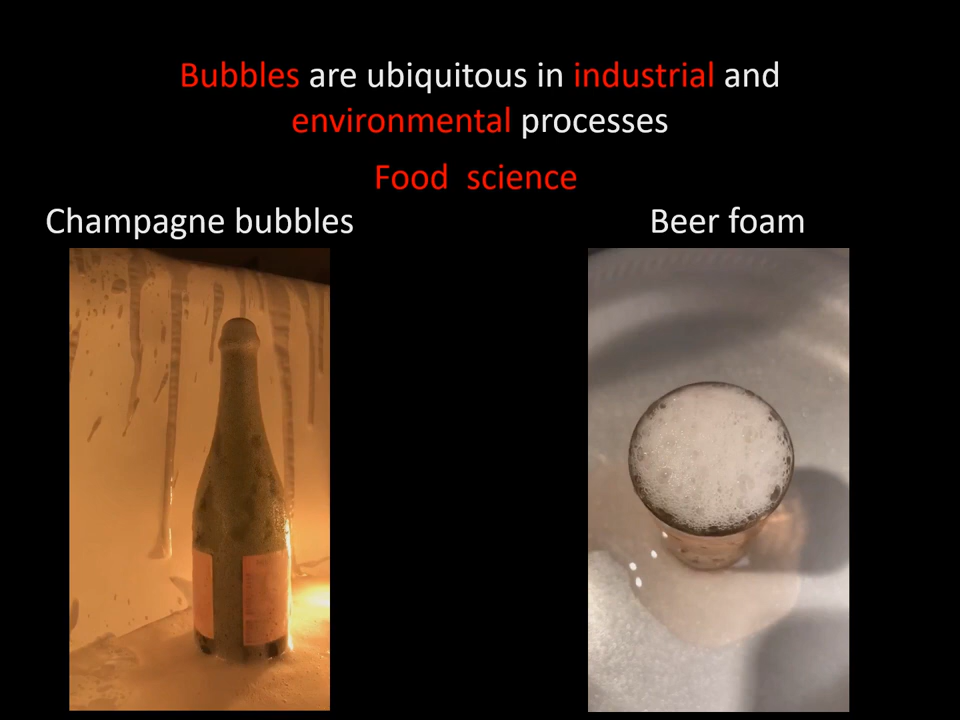 Bubbles are ubiquitous in industrial and
environmental processes
Food science
Champagne bubbles
Beer foam